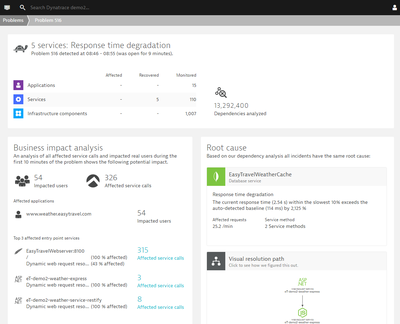 Search Dynatrace demo2...
Problems
Problem 516
5 services: Response time degradation
Problem 516 detected at 08:46 - 08:55 (was open for 9 minutes).
Affected Recovered Monitored
Applications - - 15
Services - 5 110
Infrastructure components - - 1,007
13,292,400
Dependencies analyzed
Business impact analysis
An analysis of all affected service calls and impacted real users during the
first 10 minutes of the problem shows the following potential impact.
54
Impacted users
326
Affected service calls
Affected applications
www.weather.easytravel.com
54
Impacted users
Top 3 affected entry point services
EasyTravelWebserver:8100
/ (100 % affected)
Dynamic web request reso... (43 % affected)
315
Affected service calls
eT-demo2-weather-express
Dynamic web request reso... (100 % affected)
3
Affected service calls
eT-demo2-weather-service-restify
Dynamic web request reso... (100 % affected)
8
Affected service calls
Root cause
Based on our dependency analysis all incidents have the same root cause:
EasyTravelWeatherCache
Database service
Response time degradation
The current response time (2.56 s) within the slowest 10% exceeds the
auto-detected baseline (114 ms) by 2,125 %
Affected requests
25.2 /min
Service method
2 Service methods
Visual resolution path
Click to see how we figured this out.